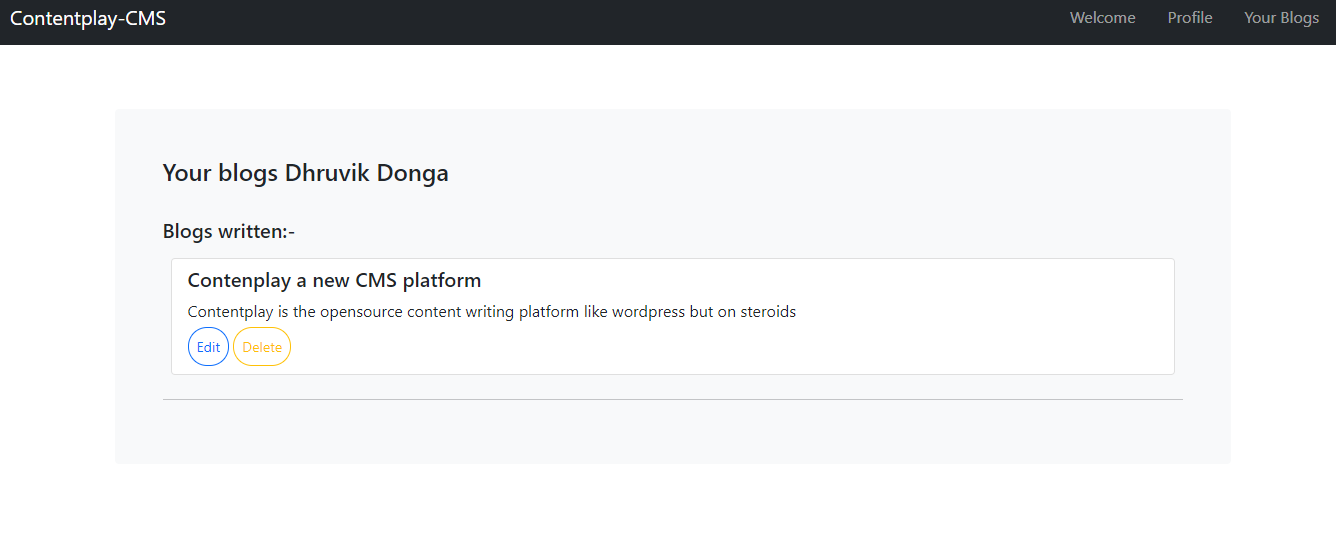 Contentplay-CMS Welcome Profile Your Blogs
Your blogs Dhruvik Donga
Blogs written:-
Contenplay a new CMS platform
Contentplay is the opensource content writing platform like wordpress but on steroids
Edit Delete